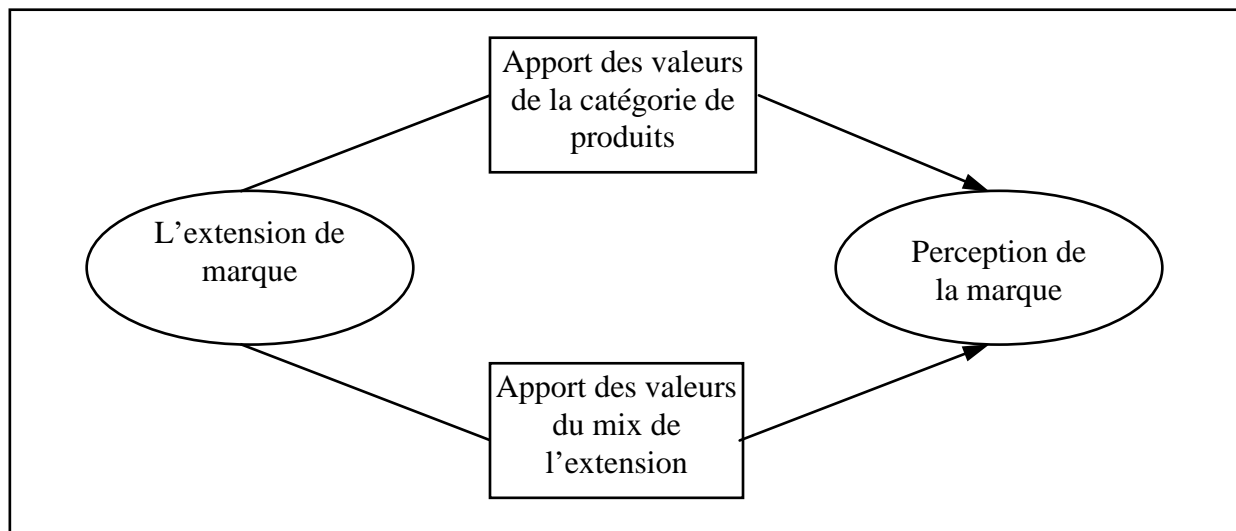 Apport des valeurs
de la catégorie de
produits
L’extension de
marque
Perception de
la marque
Apport des valeurs
du mix de
l’extension